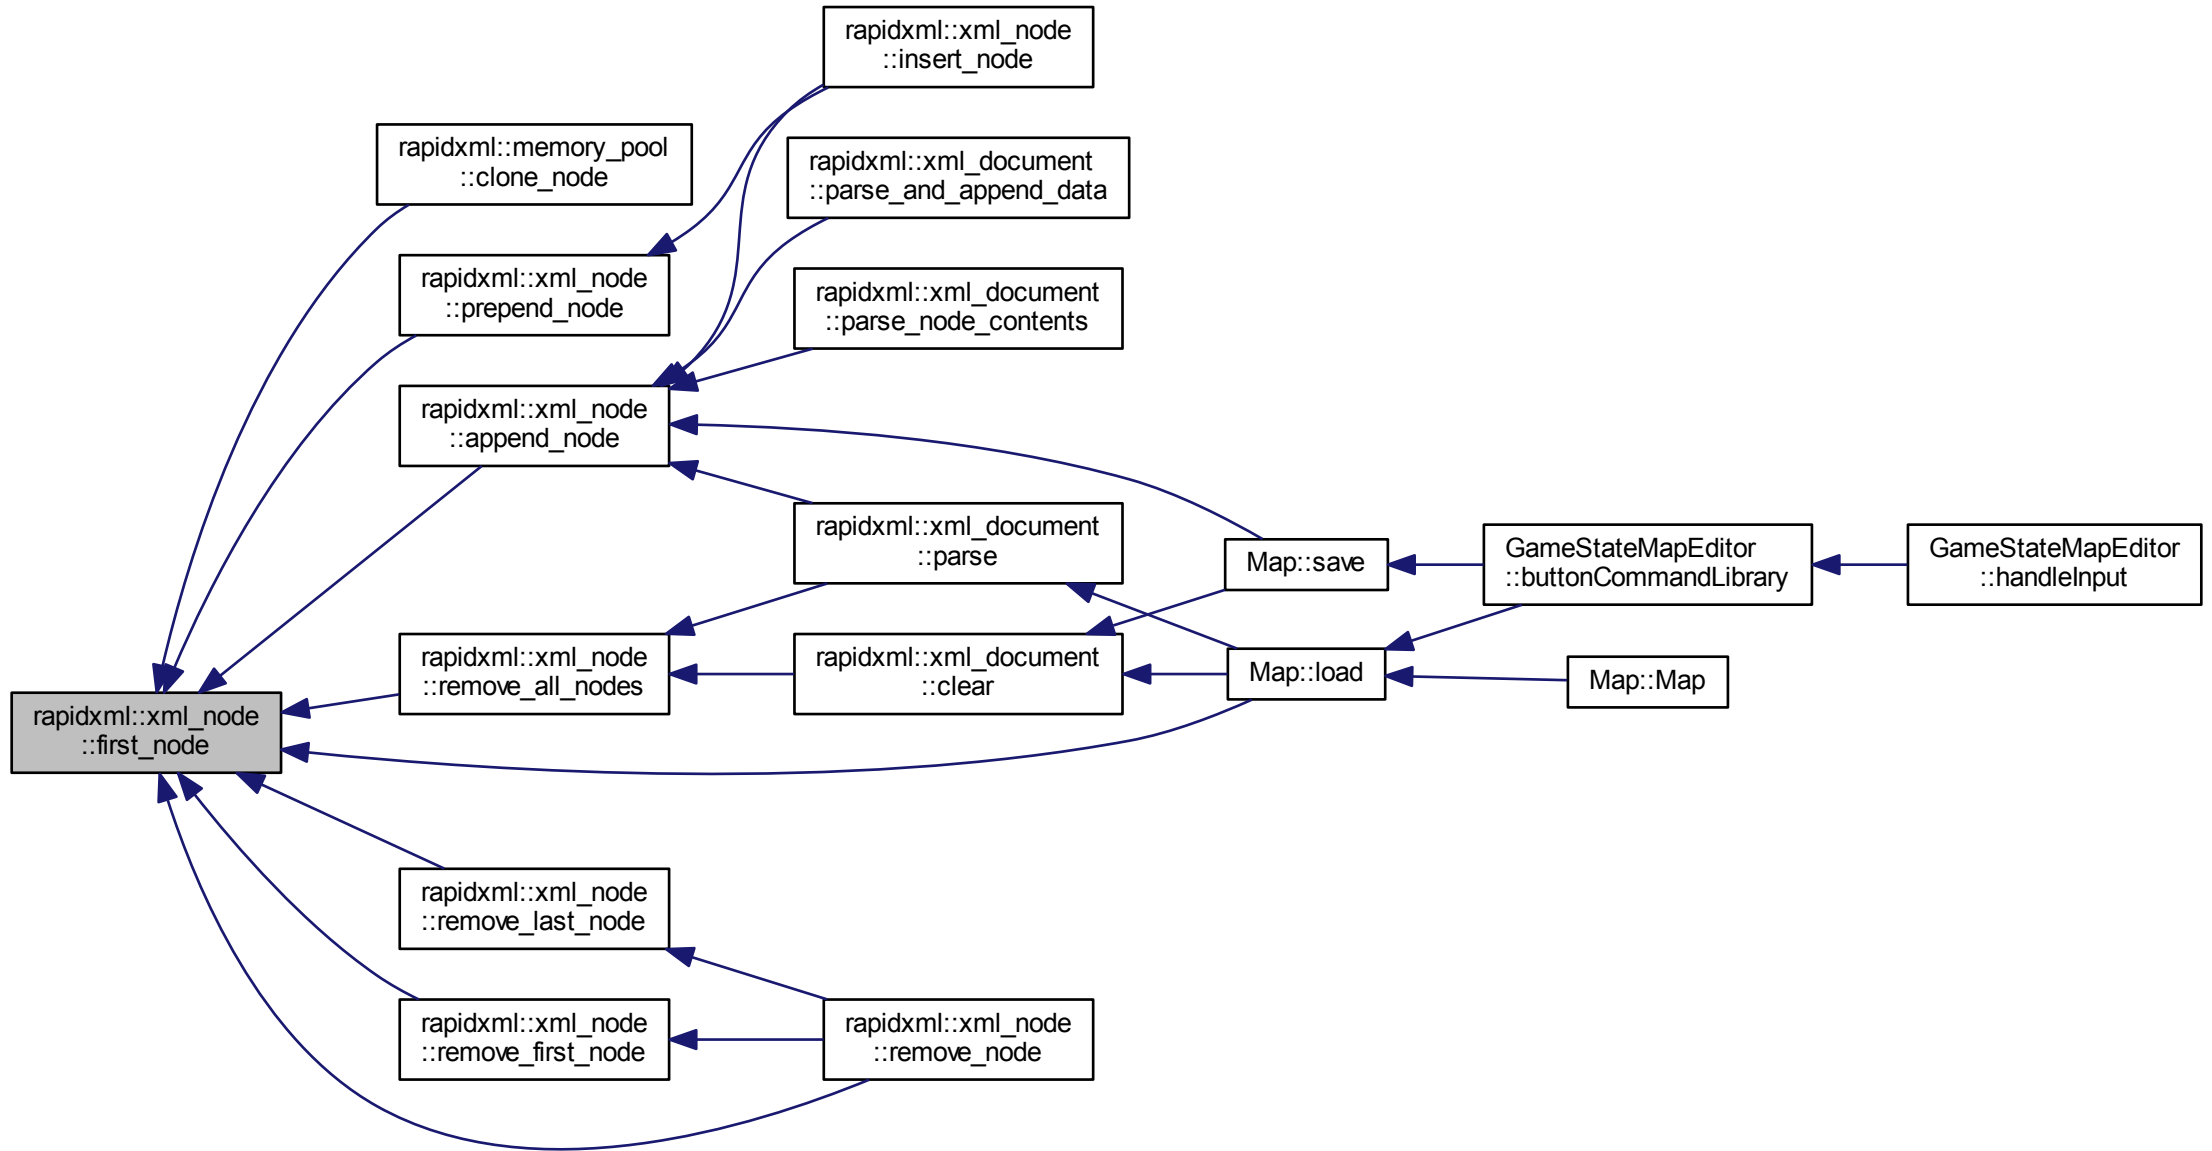 rapidxml::xml_node
::insert_node
rapidxml::memory_pool
::clone_node
rapidxml::xml_document
::parse_and_append_data
rapidxml::xml_node
::prepend_node
rapidxml::xml_document
::parse_node_contents
rapidxml::xml_node
::append_node
rapidxml::xml_document
::parse
Map::save
GameStateMapEditor
::buttonCommandLibrary
GameStateMapEditor
::handleInput
rapidxml::xml_node
::remove_all_nodes
rapidxml::xml_document
::clear
Map::load
Map::Map
rapidxml::xml_node
::first_node
rapidxml::xml_node
::remove_last_node
rapidxml::xml_node
::remove_first_node
rapidxml::xml_node
::remove_node